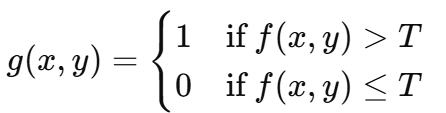 g(x, y) = { 1 if f(x, y) > T
0 if f(x, y) ≤ T